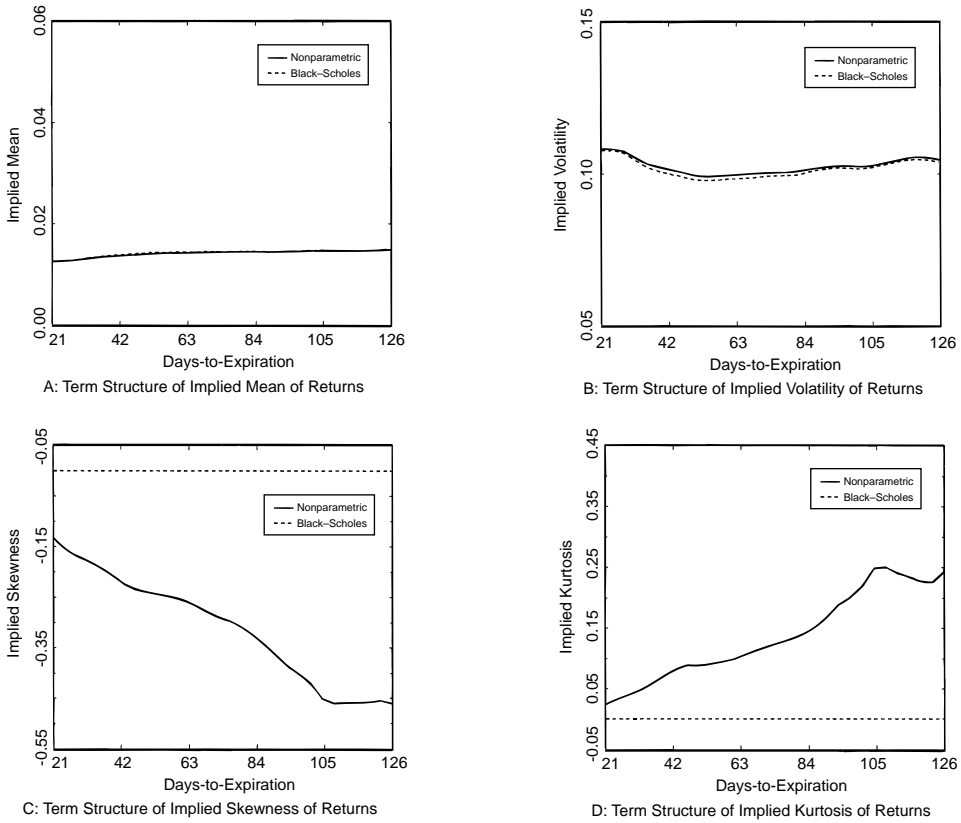 0.06
0.04
0.02
0.00
Implied Mean
Nonparametric
Black–Scholes
21 42 63 84 105 126
Days-to-Expiration
A: Term Structure of Implied Mean of Returns
0.15
0.10
0.05
Implied Volatility
Nonparametric
Black–Scholes
21 42 63 84 105 126
Days-to-Expiration
B: Term Structure of Implied Volatility of Returns
-0.05
-0.15
-0.35
-0.55
Implied Skewness
Nonparametric
Black–Scholes
21 42 63 84 105 126
Days-to-Expiration
C: Term Structure of Implied Skewness of Returns
0.45
0.35
0.25
0.15
0.05
-0.05
Implied Kurtosis
Nonparametric
Black–Scholes
21 42 63 84 105 126
Days-to-Expiration
D: Term Structure of Implied Kurtosis of Returns